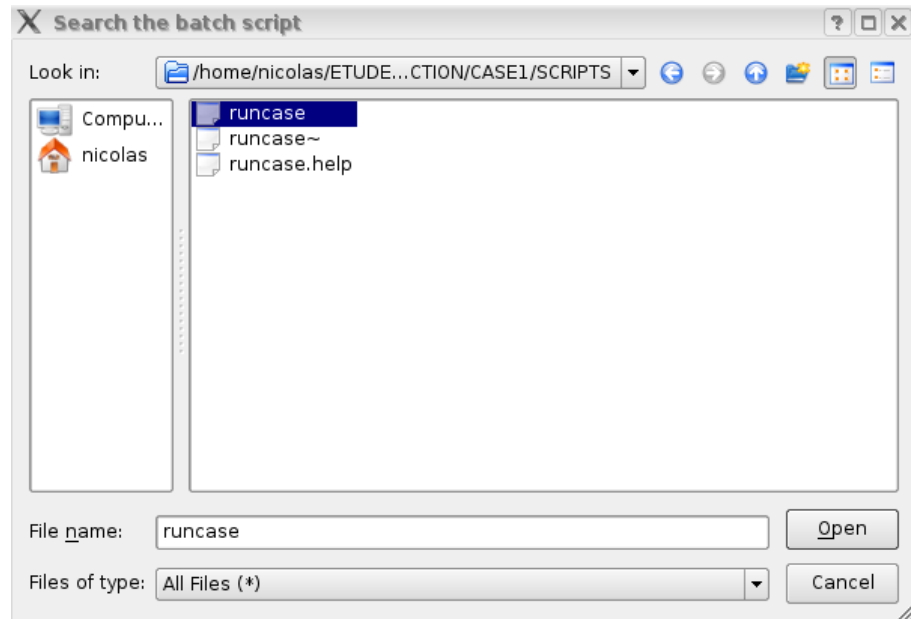 Search the batch script
Look in:
/home/nicolas/ETUDE...CTION/CASE1/SCRIPTS
Compu...
nicolas
runcase
runcase~
runcase.help
File name:
runcase
Open
Files of type:
All Files (*)
Cancel